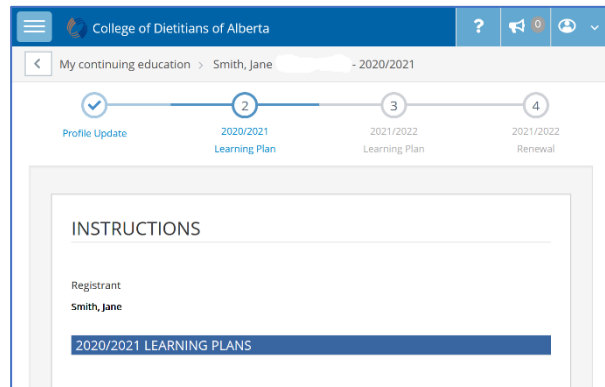 College of Dietitians of Alberta ? 0
< My continuing education > Smith, Jane - 2020/2021
2 3 4
Profile Update 2020/2021 2021/2022 2021/2022
Learning Plan Learning Plan Renewal
INSTRUCTIONS
Registrant
Smith, Jane
2020/2021 LEARNING PLANS